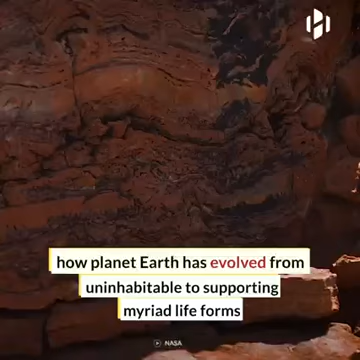 how planet Earth has evolved from
uninhabitable to supporting
myriad life forms
NASA